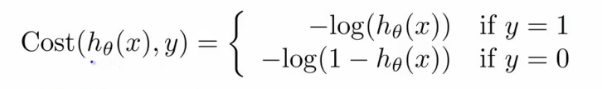 Cost(hθ(x), y) = { −log(hθ(x)) if y = 1
−log(1 − hθ(x)) if y = 0